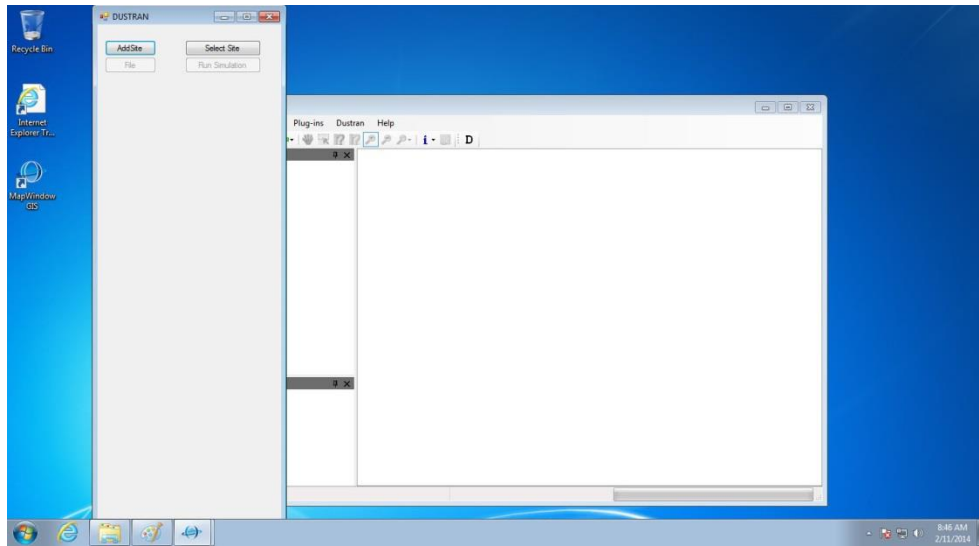 Recycle Bin
Internet
Explorer Tr...
MapWindow
GIS
DUSTRAN
AddSite
Select Site
File
Run Simulation
Plug-ins Dustran Help
i D
8:46 AM
2/11/2014